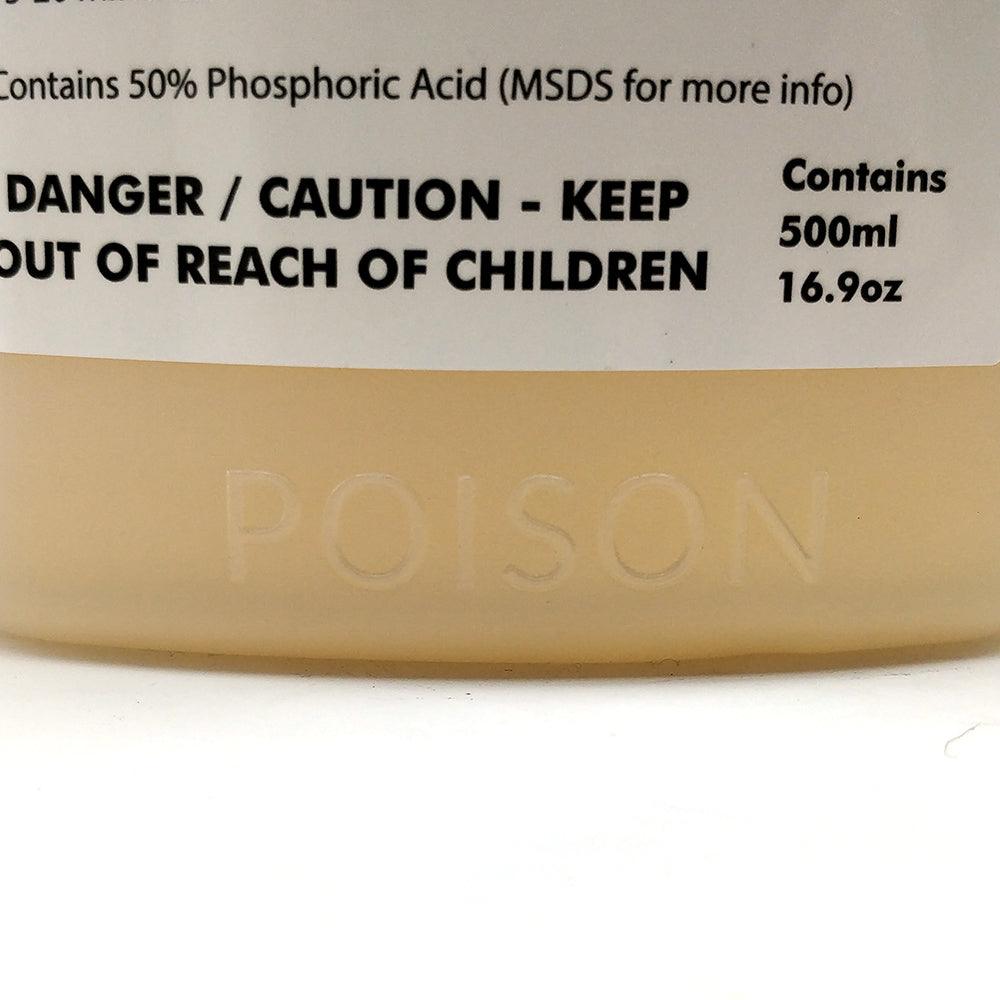 Contains 50% Phosphoric Acid (MSDS for more info)
DANGER / CAUTION - KEEP
OUT OF REACH OF CHILDREN
Contains
500ml
16.9oz
POISON